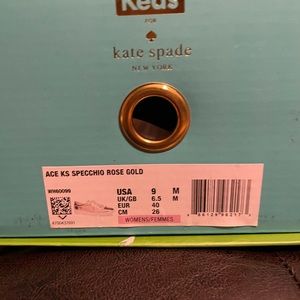 Keds
FOR
kate spade
NEW YORK
ACE KS SPECCHIO ROSE GOLD
WH60099
USA 9 M
UK/GB 6.5 M
EUR 40
CM 26
WOMENS/FEMMES